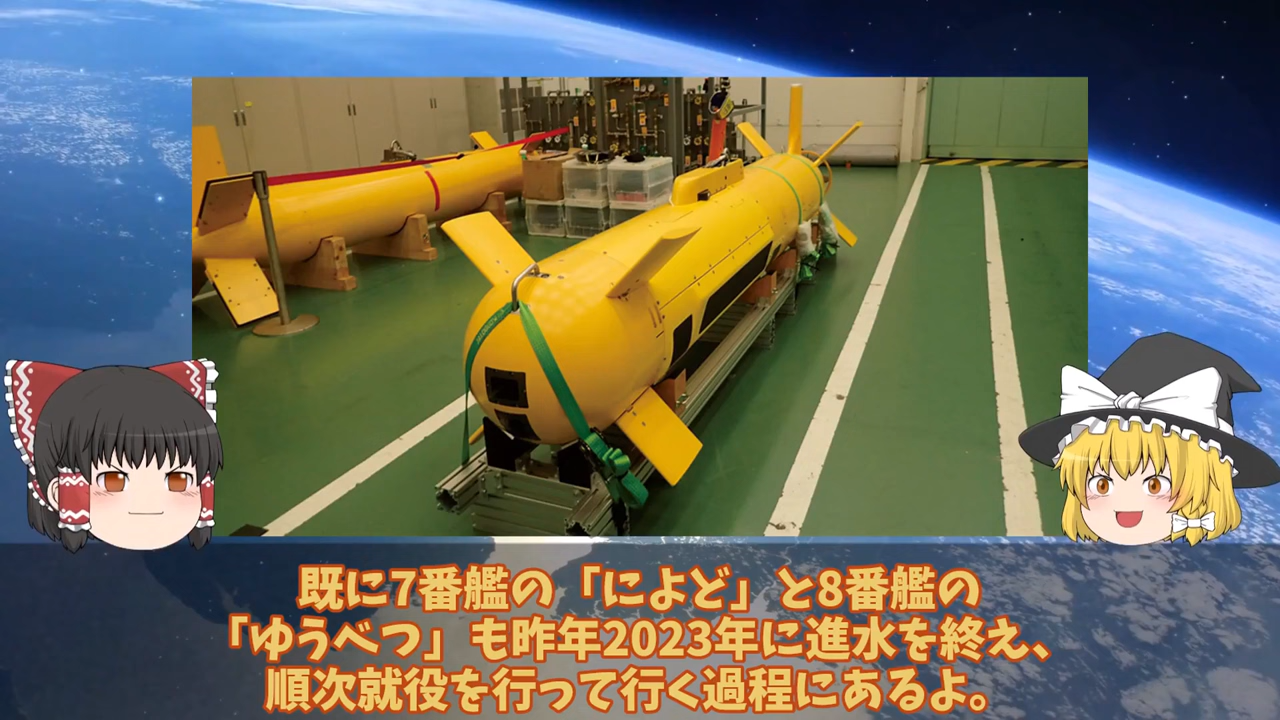 既に7番艦の「によど」と8番艦の
「ゆうべつ」も昨年2023年に進水を終え、
順次就役を行って行く過程にあるよ。